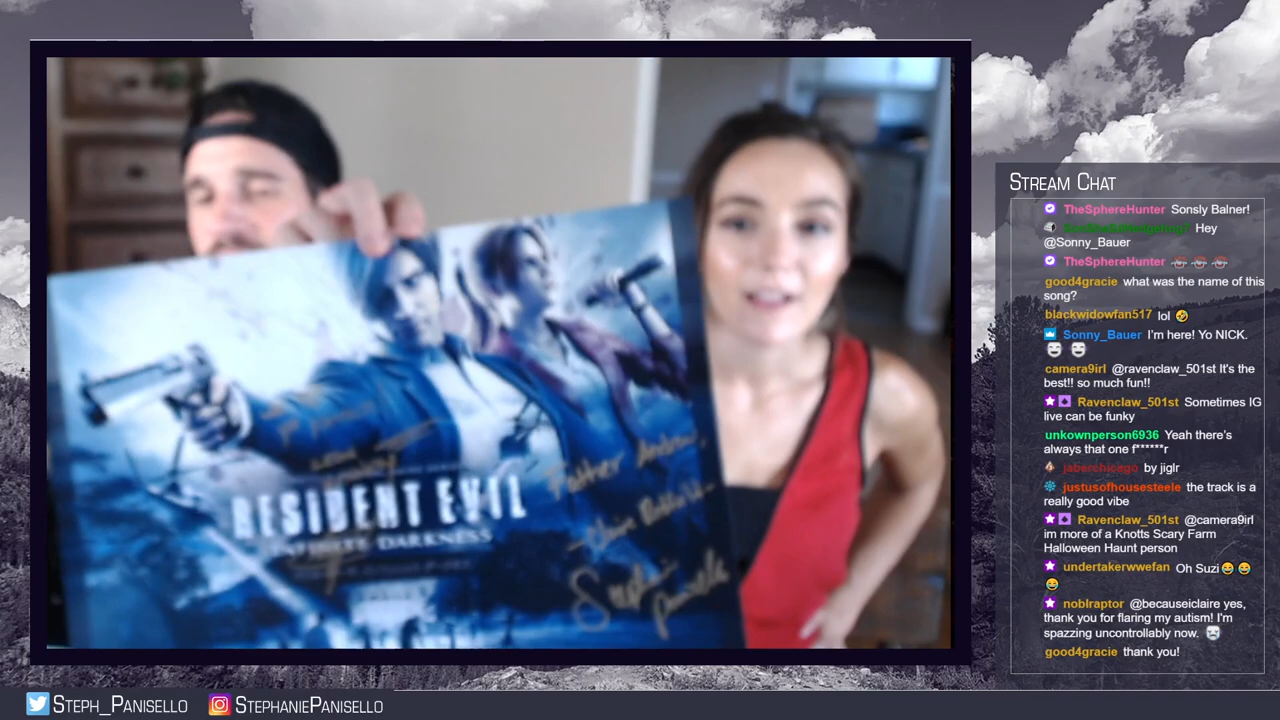 RESIDENT EVIL
INFINITE DARKNESS
Father
STREAM CHAT
TheSphereHunter Sonsly Balner!
Hey
@Sonny_Bauer
TheSphereHunter
good4gracie what was the name of this
song?
blackwidowfan517 lol
Sonny_Bauer I'm here! Yo NICK.
camera9irl @ravenclaw_501st It's the
best!! so much fun!!
Ravenclaw_501st Sometimes IG
live can be funky
unkownperson6936 Yeah there's
always that one f******r
jaberchicago by jiglr
justusofhousesteele the track is a
really good vibe
Ravenclaw_501st @camera9irl
im more of a Knotts Scary Farm
Halloween Haunt person
undertakerwwefan Oh Suzi
noblraptor @becauseiclaire yes,
thank you for flaring my autism! I'm
spazzing uncontrollably now.
good4gracie thank you!
STEPH_PANISELLO
STEPHANIEPANISELLO